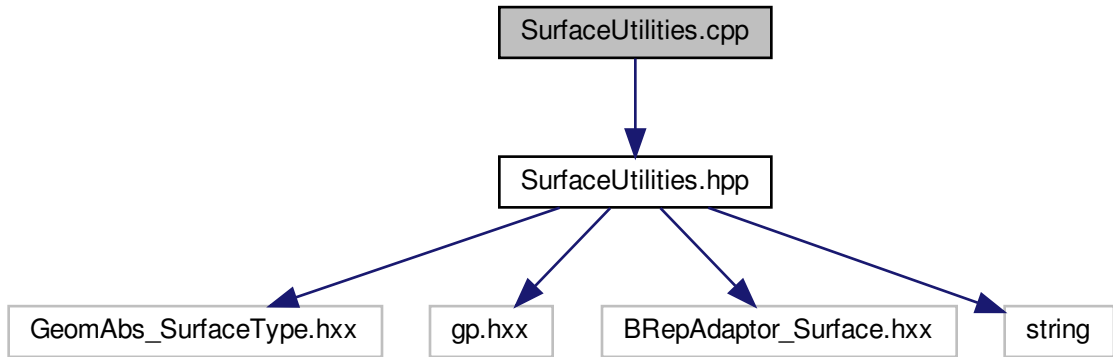 SurfaceUtilities.cpp
SurfaceUtilities.hpp
GeomAbs_SurfaceType.hxx
gp.hxx
BRepAdaptor_Surface.hxx
string